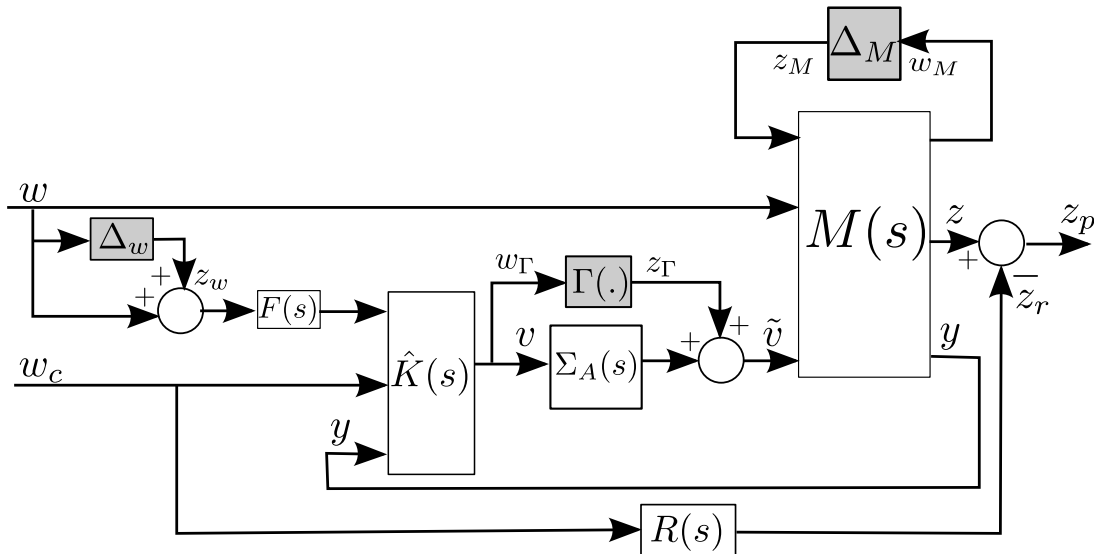 Δ_M
z_M
w_M
w
M(s)
z
z_p
Δ_w
+
z_w
+
F(s)
w_Γ
Γ(.)
z_Γ
+
−
z_r
v
Σ_A(s)
+
+
ṽ
y
w_c
K̂(s)
y
R(s)